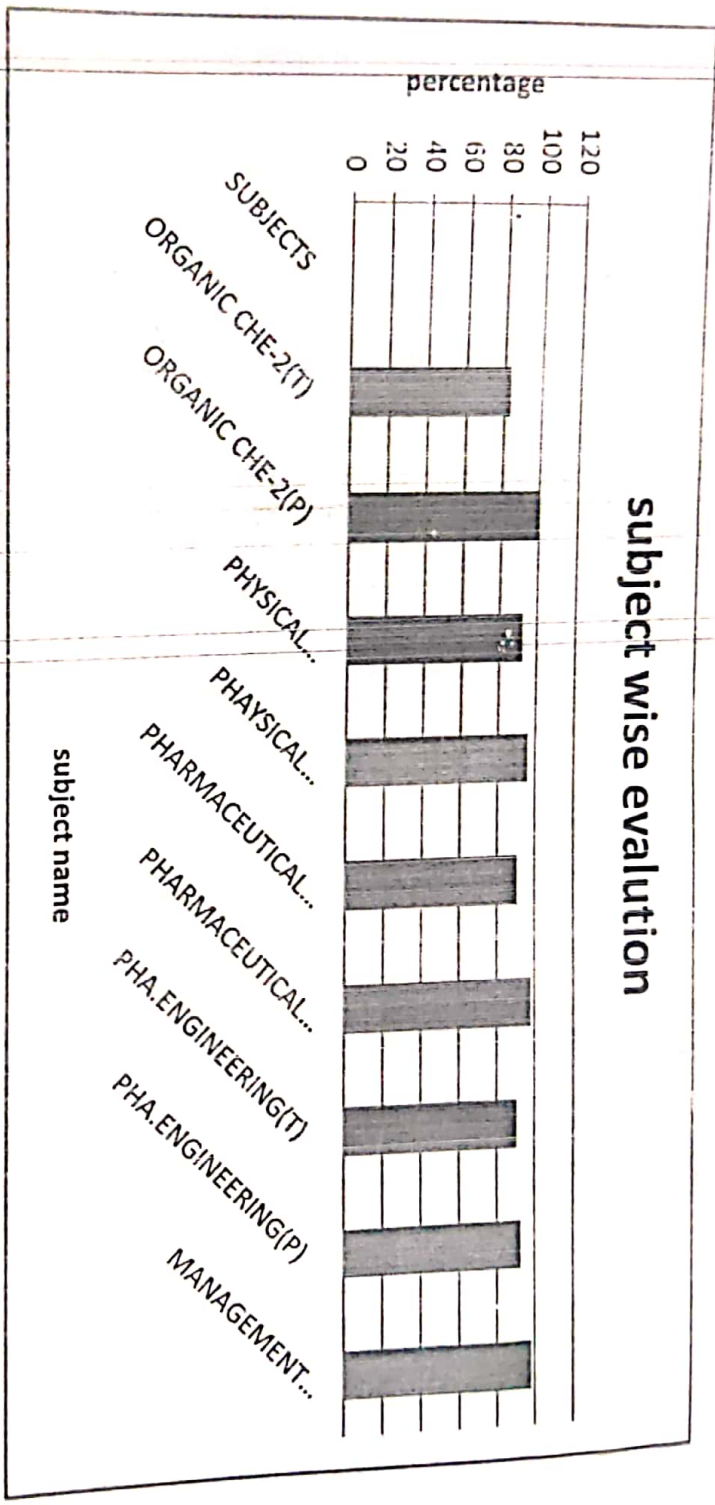 subject wise evalution
percentage
120
100
80
60
40
20
0
SUBJECTS
ORGANIC CHE-2(T)
ORGANIC CHE-2(P)
PHYSICAL...
PHAYSICAL...
PHARMACEUTICAL...
PHARMACEUTICAL...
PHA.ENGINEERING(T)
PHA.ENGINEERING(P)
MANAGEMENT...
subject name